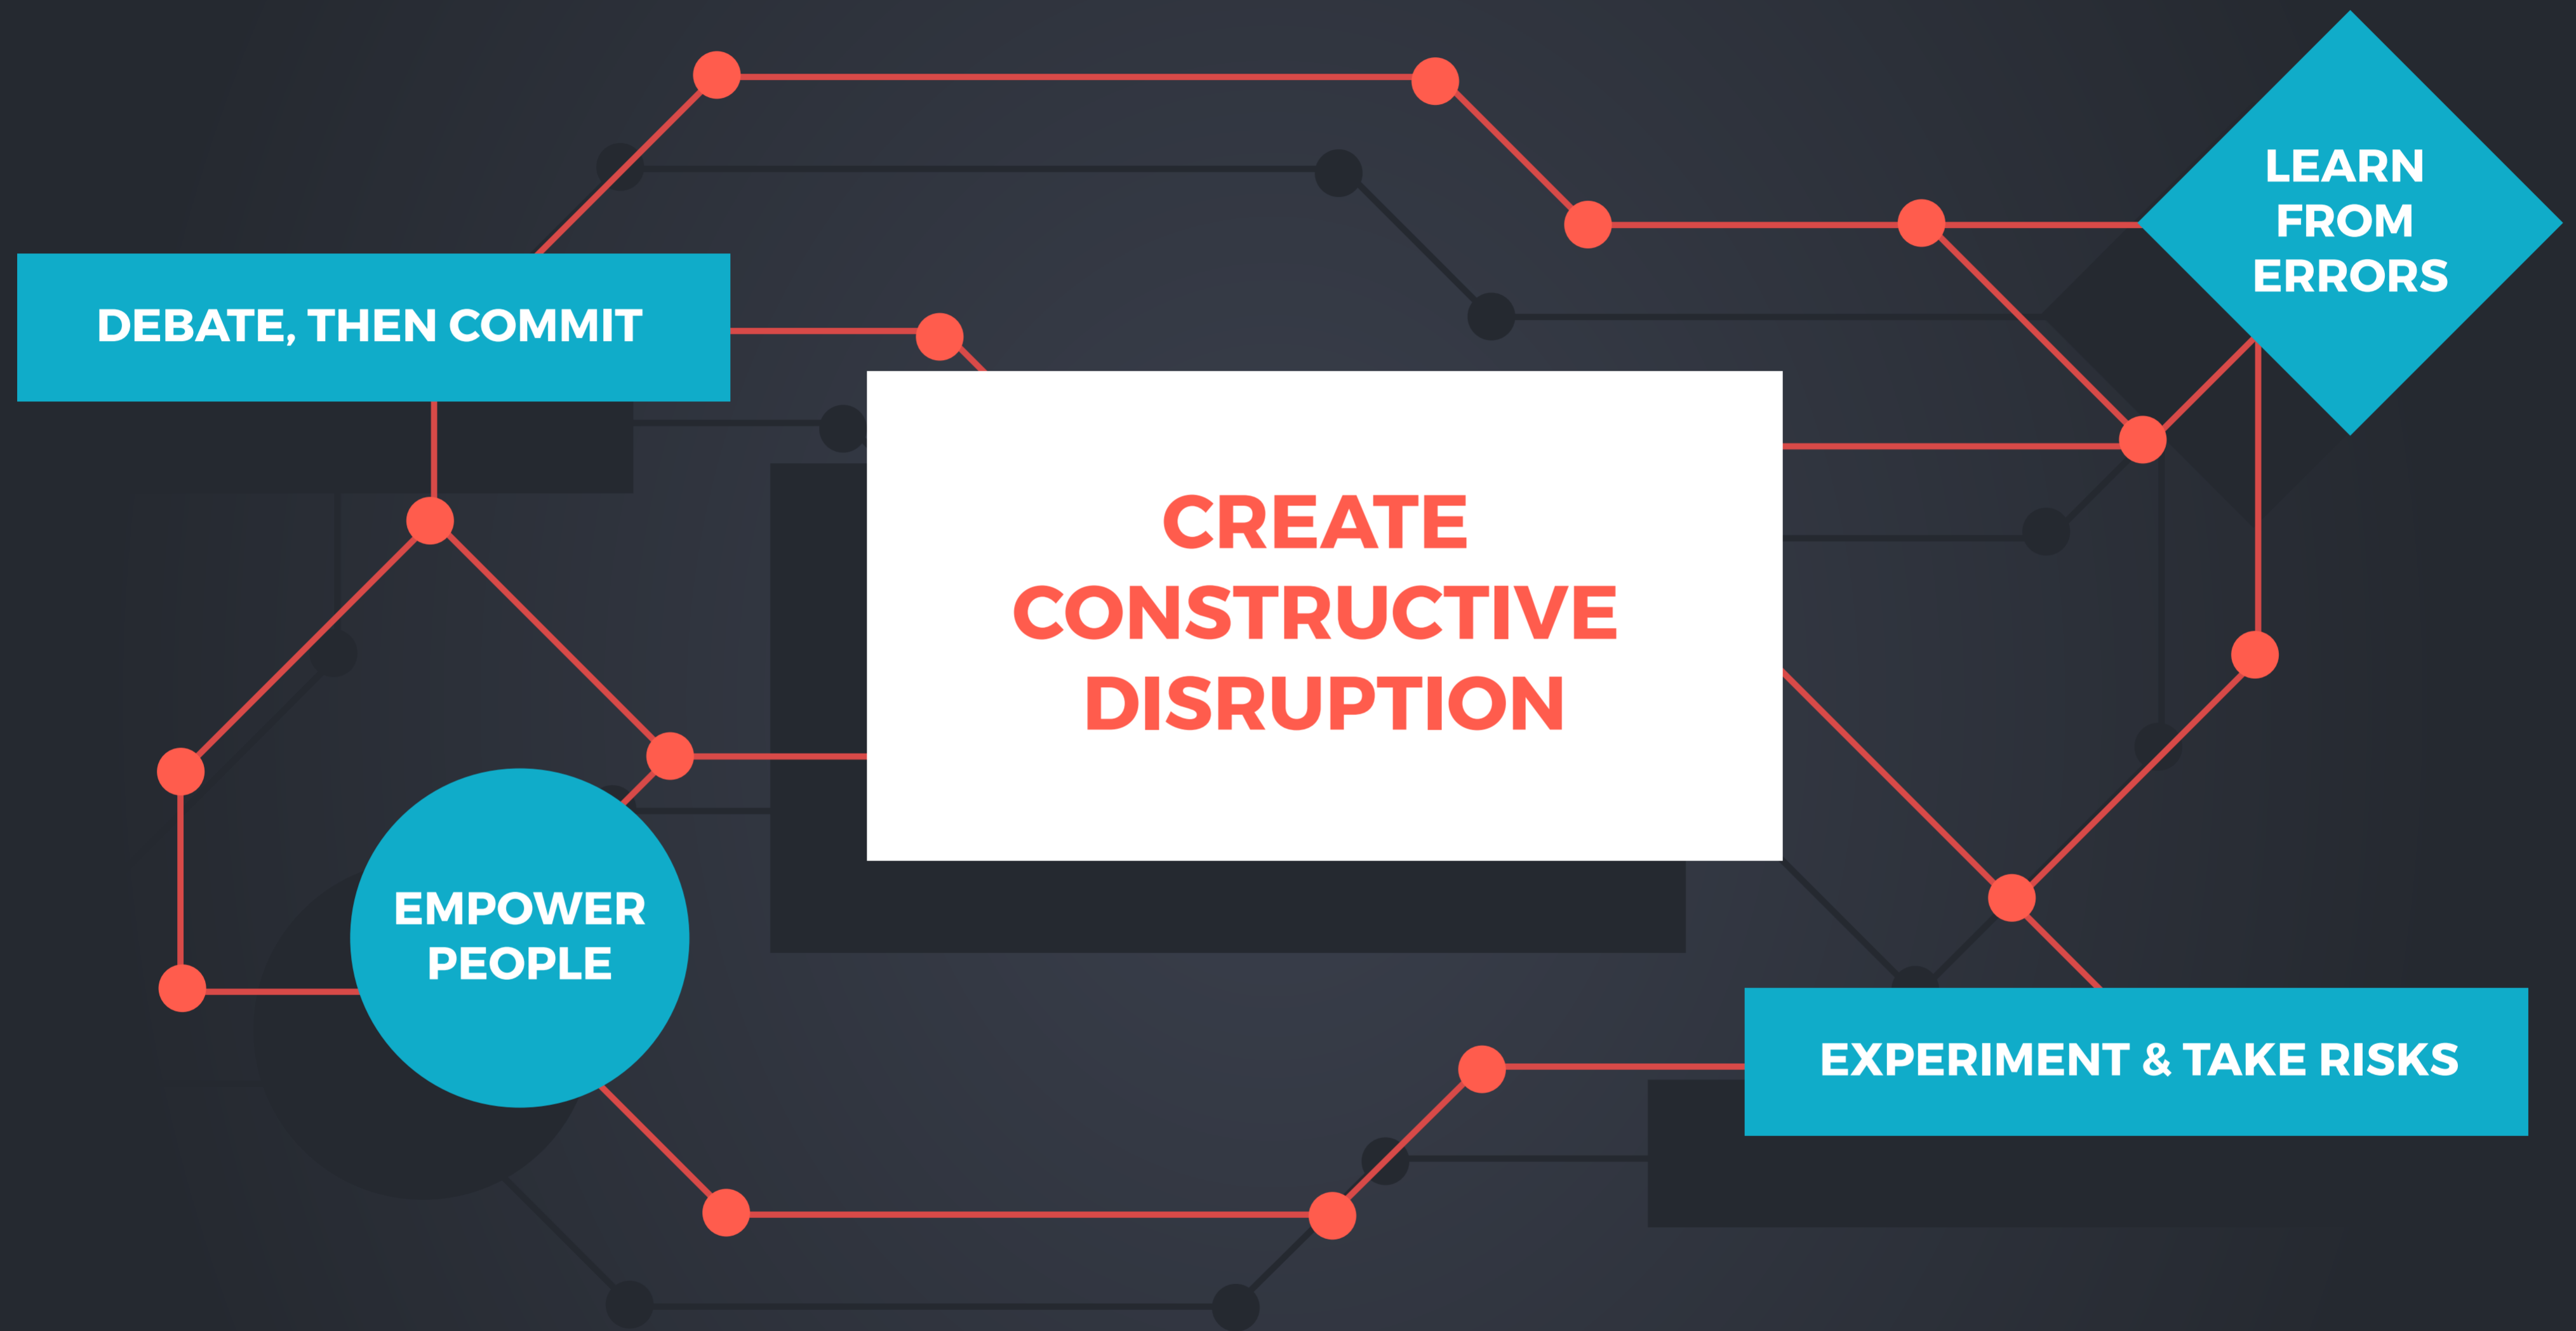 LEARN
FROM
ERRORS
DEBATE, THEN COMMIT
CREATE
CONSTRUCTIVE
DISRUPTION
EMPOWER
PEOPLE
EXPERIMENT & TAKE RISKS